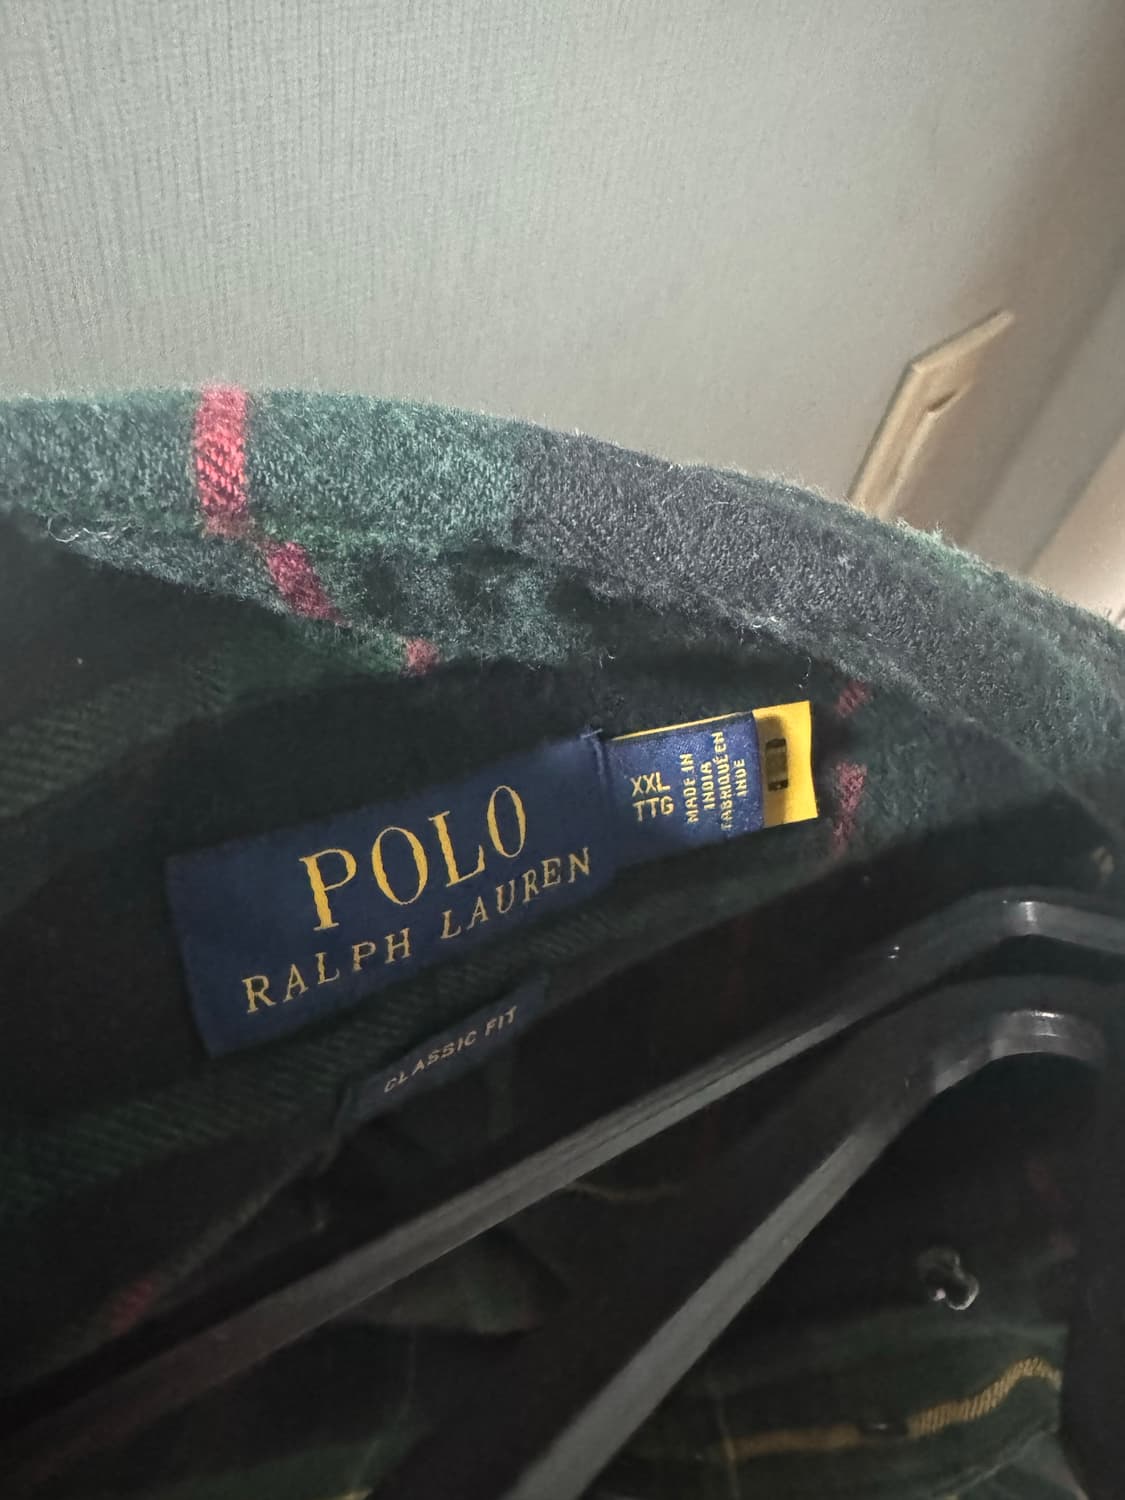 POLO
RALPH LAUREN
XXL
TTG
MADE IN
INDIA
FABRIQUÉ EN
INDE
CLASSIC FIT